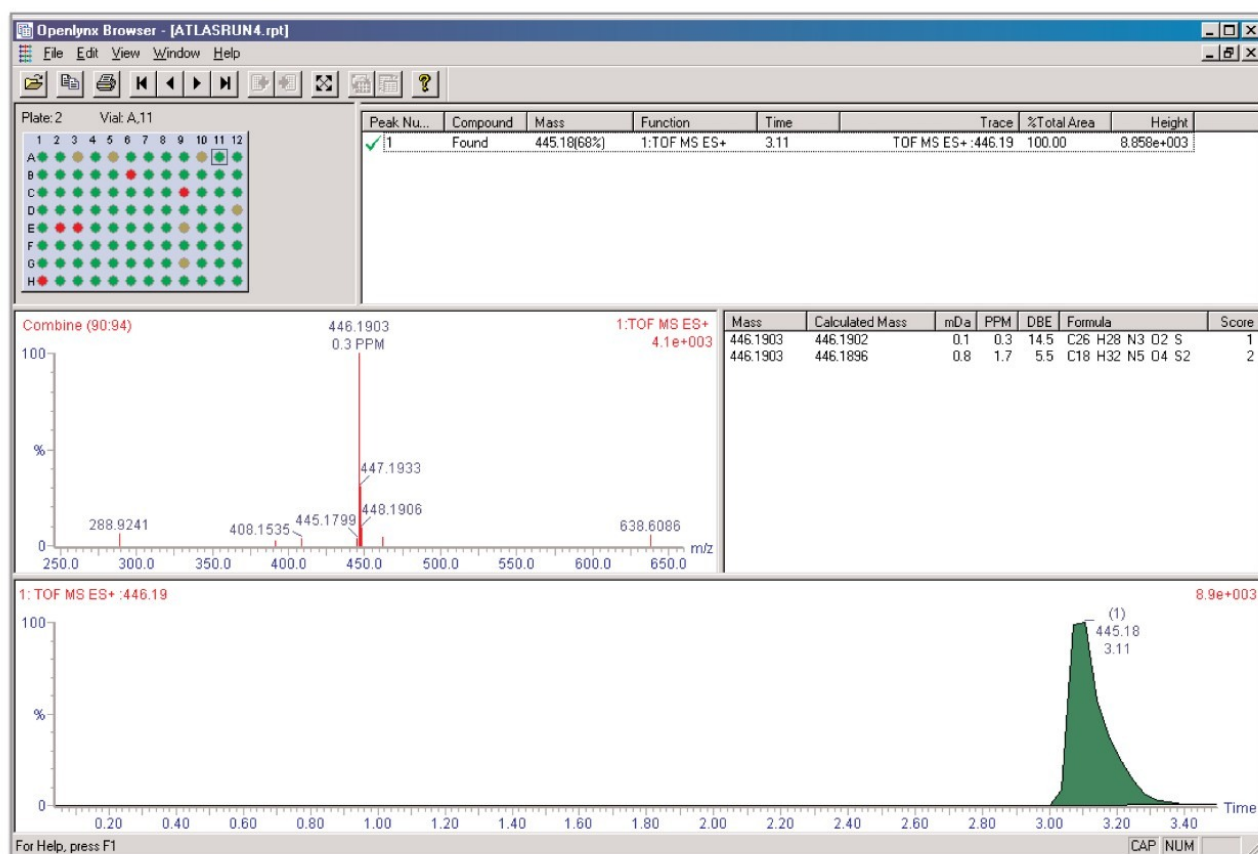 Openlynx Browser - [ATLASRUN4.rpt]
File Edit View Window Help
Plate: 2 Vial: A,11
1 2 3 4 5 6 7 8 9 10 11 12
A
B
C
D
E
F
G
H
Peak Nu... Compound Mass Function Time Trace %Total Area Height
1 Found 445.18(68%) 1:TOF MS ES+ 3.11 TOF MS ES+ :446.19 100.00 8.858e+003
Combine (90:94) 446.1903 1:TOF MS ES+
0.3 PPM 4.1e+003
100
%
0
447.1933
448.1906
445.1799
408.1535
288.9241
638.6086
m/z
250.0 300.0 350.0 400.0 450.0 500.0 550.0 600.0 650.0
Mass Calculated Mass mDa PPM DBE Formula Score
446.1903 446.1902 0.1 0.3 14.5 C26 H28 N3 O2 S 1
446.1903 446.1896 0.8 1.7 5.5 C18 H32 N5 O4 S2 2
1: TOF MS ES+ :446.19 8.9e+003
100
%
0
(1)
445.18
3.11
Time
0.20 0.40 0.60 0.80 1.00 1.20 1.40 1.60 1.80 2.00 2.20 2.40 2.60 2.80 3.00 3.20 3.40
For Help, press F1 CAP NUM